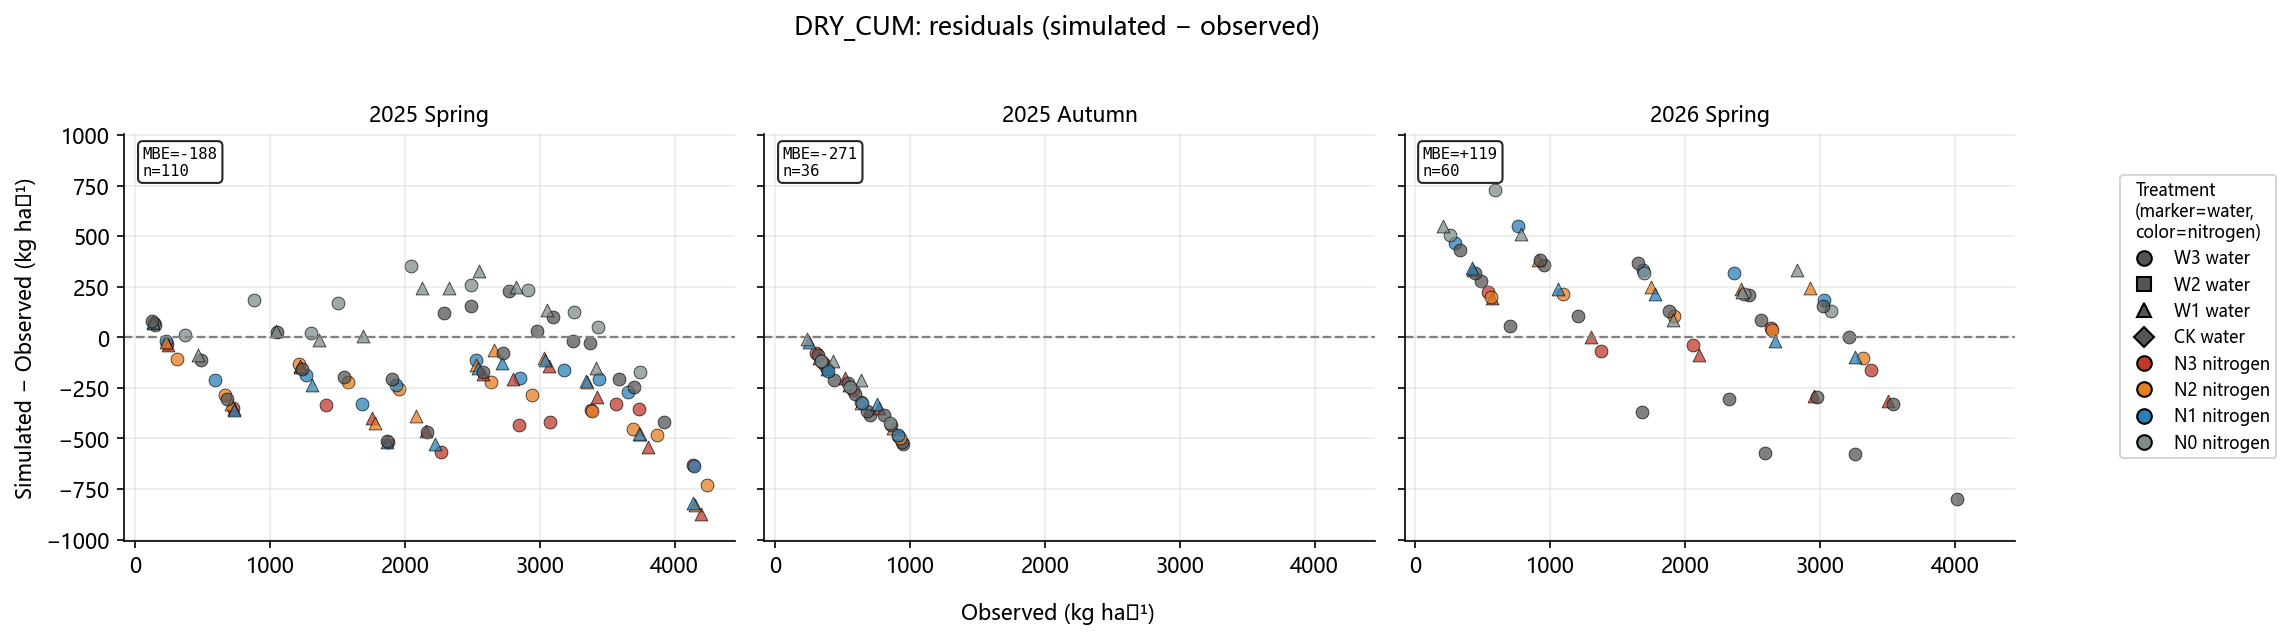 DRY_CUM: residuals (simulated − observed)
2025 Spring
2025 Autumn
2026 Spring
MBE=-188
n=110
MBE=-271
n=36
MBE=+119
n=60
Simulated − Observed (kg ha□¹)
1000
750
500
250
0
−250
−500
−750
−1000
0 1000 2000 3000 4000
0 1000 2000 3000 4000
0 1000 2000 3000 4000
Observed (kg ha□¹)
Treatment
(marker=water,
color=nitrogen)
W3 water
W2 water
W1 water
CK water
N3 nitrogen
N2 nitrogen
N1 nitrogen
N0 nitrogen